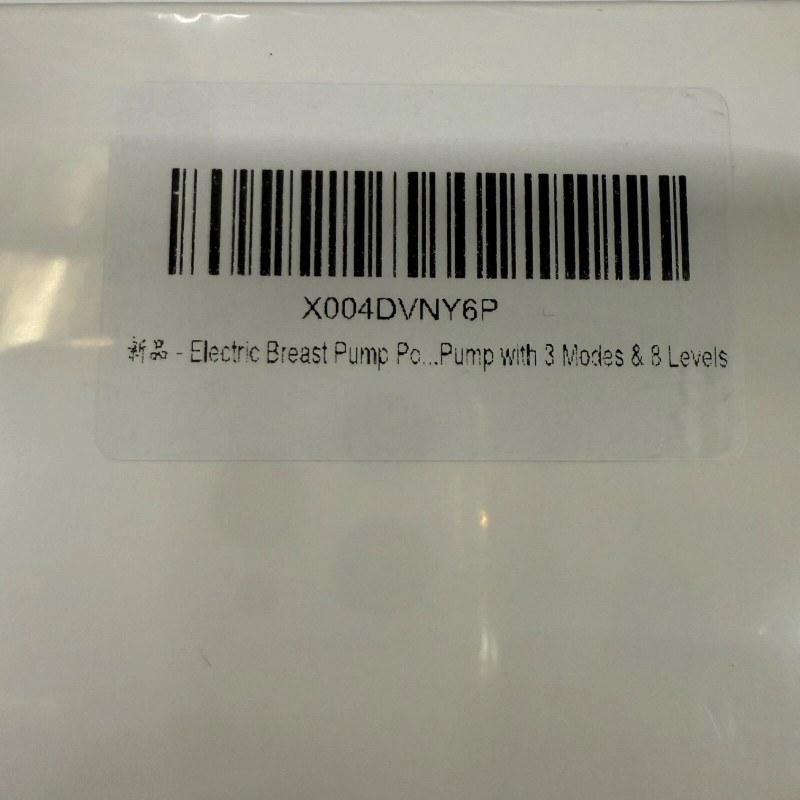 X004DVNY6P
新品 - Electric Breast Pump Po...Pump with 3 Modes & 8 Levels